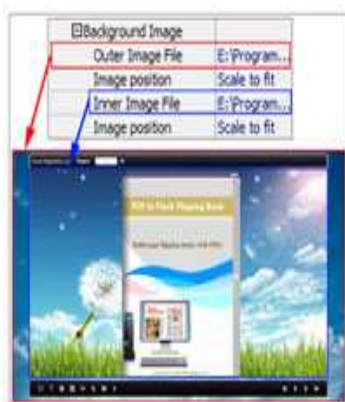 Background Image
Outer Image File E:\Program...
Image position Scale to fit
Inner Image File E:\Program...
Image position Scale to fit
PDF to Flash Flipping Book